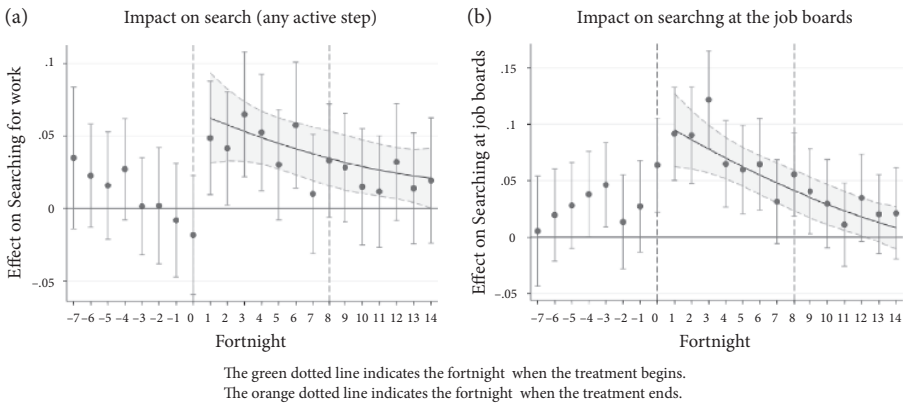 (a) Impact on search (any active step)
Effect on Searching for work
.1
.05
0
–.05
–7 –6 –5 –4 –3 –2 –1 0 1 2 3 4 5 6 7 8 9 10 11 12 13 14
Fortnight
(b) Impact on searchng at the job boards
Effect on Searching at job boards
.15
.1
.05
0
–.05
–7 –6 –5 –4 –3 –2 –1 0 1 2 3 4 5 6 7 8 9 10 11 12 13 14
Fortnight
The green dotted line indicates the fortnight when the treatment begins.
The orange dotted line indicates the fortnight when the treatment ends.